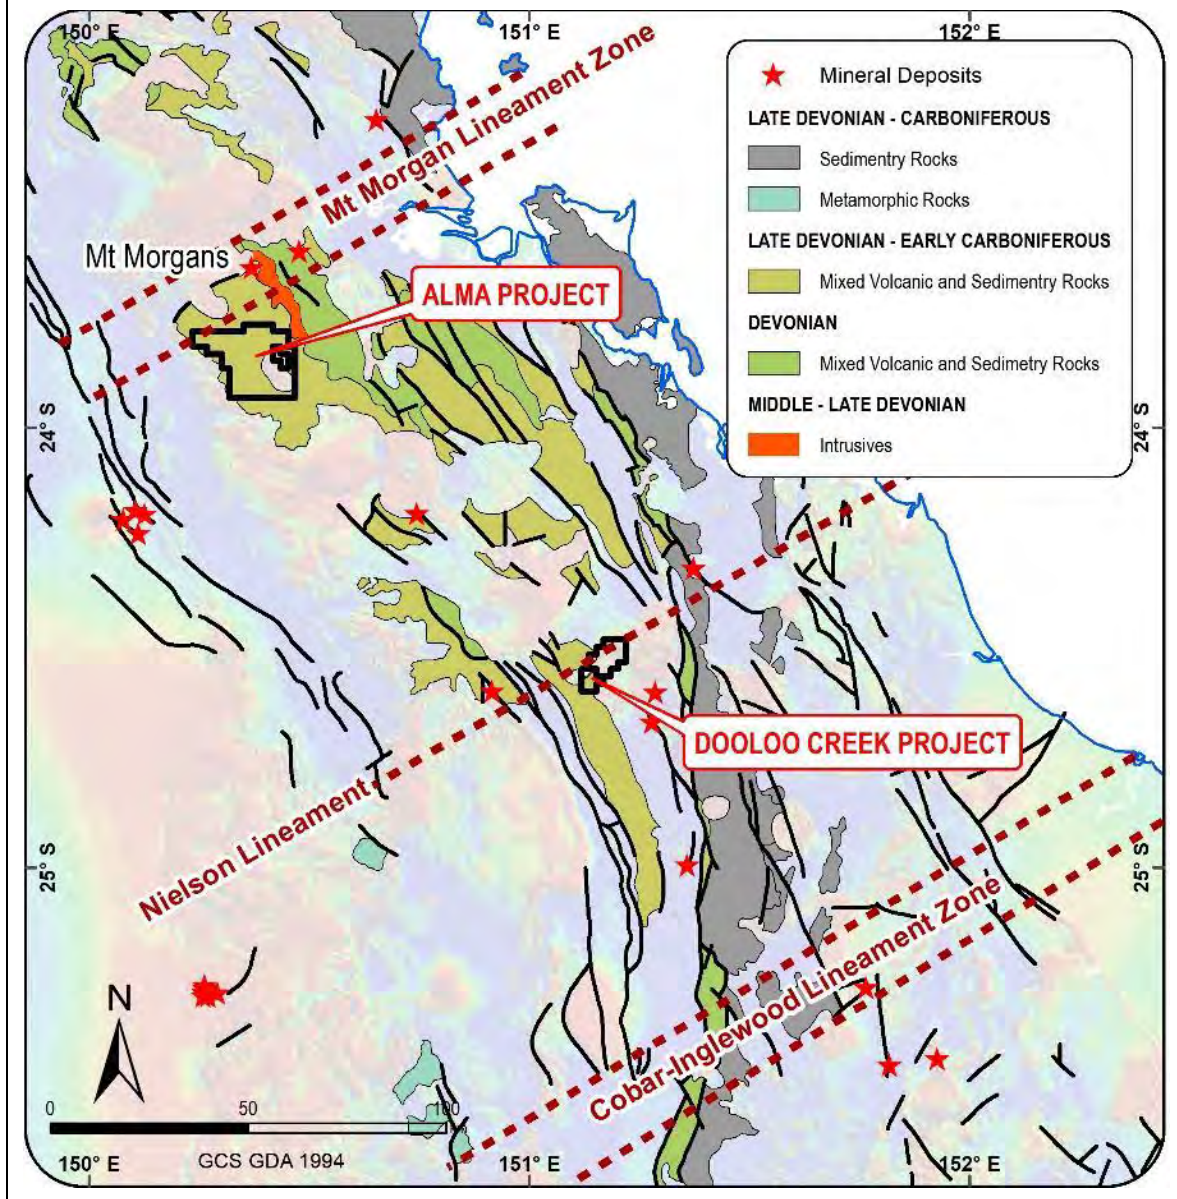 150° E
151° E
152° E
Mt Morgan Lineament Zone
Mineral Deposits
LATE DEVONIAN - CARBONIFEROUS
Sedimentry Rocks
Metamorphic Rocks
LATE DEVONIAN - EARLY CARBONIFEROUS
Mixed Volcanic and Sedimentry Rocks
DEVONIAN
Mixed Volcanic and Sedimetry Rocks
MIDDLE - LATE DEVONIAN
Intrusives
Mt Morgans
ALMA PROJECT
24° S
24° S
DOOLOO CREEK PROJECT
Nielson Lineament
25° S
25° S
Cobar-Inglewood Lineament Zone
N
0
50
100
GCS GDA 1994
150° E
151° E
152° E